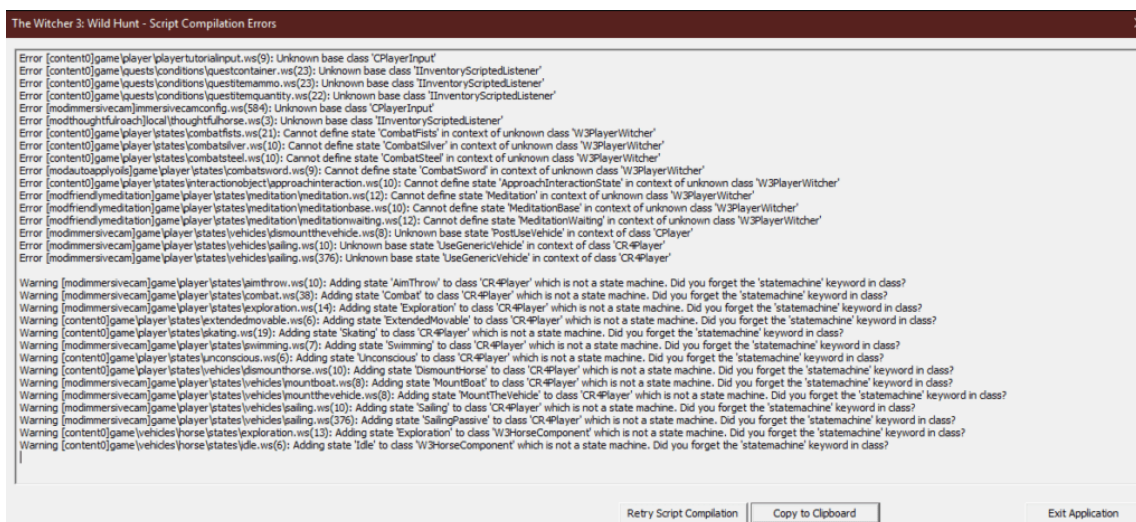 The Witcher 3: Wild Hunt - Script Compilation Errors
Error [content0]game\player\playertutorialinput.ws(9): Unknown base class 'CPlayerInput'
Error [content0]game\quests\conditions\questcontainer.ws(23): Unknown base class 'IInventoryScriptedListener'
Error [content0]game\quests\conditions\questitemammo.ws(23): Unknown base class 'IInventoryScriptedListener'
Error [content0]game\quests\conditions\questitemquantity.ws(22): Unknown base class 'IInventoryScriptedListener'
Error [modimmersivecam]immersivecamconfig.ws(584): Unknown base class 'CPlayerInput'
Error [modthoughtfulroach]local\thoughtfulhorse.ws(3): Unknown base class 'IInventoryScriptedListener'
Error [content0]game\player\states\combatfists.ws(21): Cannot define state 'CombatFists' in context of unknown class 'W3PlayerWitcher'
Error [content0]game\player\states\combatsilver.ws(10): Cannot define state 'CombatSilver' in context of unknown class 'W3PlayerWitcher'
Error [content0]game\player\states\combatsteel.ws(10): Cannot define state 'CombatSteel' in context of unknown class 'W3PlayerWitcher'
Error [modautoapplyoils]game\player\states\combatsword.ws(9): Cannot define state 'CombatSword' in context of unknown class 'W3PlayerWitcher'
Error [content0]game\player\states\interactionobject\approachinteraction.ws(10): Cannot define state 'ApproachInteractionState' in context of unknown class 'W3PlayerWitcher'
Error [modfriendlymeditation]game\player\states\meditation\meditation.ws(12): Cannot define state 'Meditation' in context of unknown class 'W3PlayerWitcher'
Error [modfriendlymeditation]game\player\states\meditation\meditationbase.ws(10): Cannot define state 'MeditationBase' in context of unknown class 'W3PlayerWitcher'
Error [modfriendlymeditation]game\player\states\meditation\meditationwaiting.ws(12): Cannot define state 'MeditationWaiting' in context of unknown class 'W3PlayerWitcher'
Error [modimmersivecam]game\player\states\vehicles\dismountthevehicle.ws(8): Unknown base state 'PostUseVehicle' in context of class 'CPlayer'
Error [modimmersivecam]game\player\states\vehicles\sailing.ws(10): Unknown base state 'UseGenericVehicle' in context of class 'CR4Player'
Error [modimmersivecam]game\player\states\vehicles\sailing.ws(376): Unknown base state 'UseGenericVehicle' in context of class 'CR4Player'
Warning [modimmersivecam]game\player\states\aimthrow.ws(10): Adding state 'AimThrow' to class 'CR4Player' which is not a state machine. Did you forget the 'statemachine' keyword in class?
Warning [modimmersivecam]game\player\states\combat.ws(38): Adding state 'Combat' to class 'CR4Player' which is not a state machine. Did you forget the 'statemachine' keyword in class?
Warning [modimmersivecam]game\player\states\exploration.ws(14): Adding state 'Exploration' to class 'CR4Player' which is not a state machine. Did you forget the 'statemachine' keyword in class?
Warning [content0]game\player\states\extendedmovable.ws(6): Adding state 'ExtendedMovable' to class 'CR4Player' which is not a state machine. Did you forget the 'statemachine' keyword in class?
Warning [content0]game\player\states\skating.ws(19): Adding state 'Skating' to class 'CR4Player' which is not a state machine. Did you forget the 'statemachine' keyword in class?
Warning [modimmersivecam]game\player\states\swimming.ws(7): Adding state 'Swimming' to class 'CR4Player' which is not a state machine. Did you forget the 'statemachine' keyword in class?
Warning [content0]game\player\states\unconscious.ws(6): Adding state 'Unconscious' to class 'CR4Player' which is not a state machine. Did you forget the 'statemachine' keyword in class?
Warning [content0]game\player\states\vehicles\dismounthorse.ws(10): Adding state 'DismountHorse' to class 'CR4Player' which is not a state machine. Did you forget the 'statemachine' keyword in class?
Warning [modimmersivecam]game\player\states\vehicles\mountboat.ws(8): Adding state 'MountBoat' to class 'CR4Player' which is not a state machine. Did you forget the 'statemachine' keyword in class?
Warning [modimmersivecam]game\player\states\vehicles\mountthevehicle.ws(8): Adding state 'MountTheVehicle' to class 'CR4Player' which is not a state machine. Did you forget the 'statemachine' keyword in class?
Warning [modimmersivecam]game\player\states\vehicles\sailing.ws(10): Adding state 'Sailing' to class 'CR4Player' which is not a state machine. Did you forget the 'statemachine' keyword in class?
Warning [modimmersivecam]game\player\states\vehicles\sailing.ws(376): Adding state 'SailingPassive' to class 'CR4Player' which is not a state machine. Did you forget the 'statemachine' keyword in class?
Warning [content0]game\vehicles\horse\states\exploration.ws(13): Adding state 'Exploration' to class 'W3HorseComponent' which is not a state machine. Did you forget the 'statemachine' keyword in class?
Warning [content0]game\vehicles\horse\states\idle.ws(6): Adding state 'Idle' to class 'W3HorseComponent' which is not a state machine. Did you forget the 'statemachine' keyword in class?
Retry Script Compilation Copy to Clipboard Exit Application